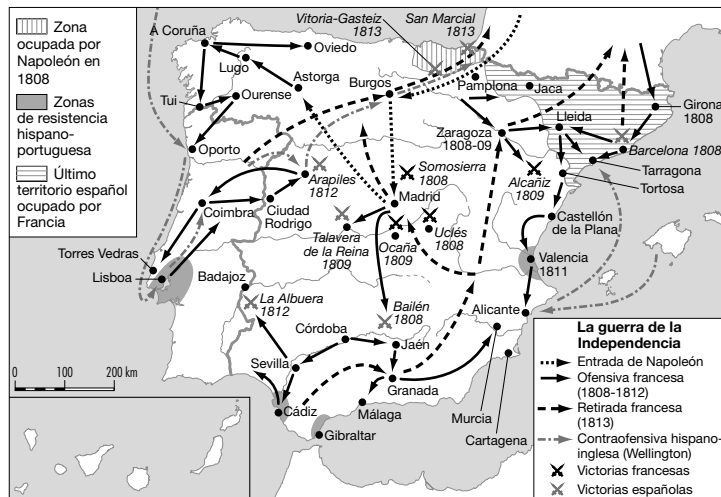 Zona
ocupada por
Napoleón en
1808
Zonas
de resistencia
hispano-
portuguesa
Último
territorio español
ocupado por
Francia
Vitoria-Gasteiz
1813
San Marcial
1813
A Coruña
Oviedo
Lugo
Astorga
Burgos
Pamplona
Jaca
Tui
Ourense
Girona
1808
Oporto
Zaragoza
1808-09
Lleida
Barcelona 1808
Arapiles
1812
Somosierra
1808
Alcañiz
1809
Tarragona
Tortosa
Madrid
Coimbra
Ciudad
Rodrigo
Talavera
de la Reina
1809
Ocaña
1809
Uclés
1808
Castellón
de la Plana
Torres Vedras
Lisboa
Badajoz
Valencia
1811
La Albuera
1812
Bailén
1808
Alicante
Córdoba
Jaén
Sevilla
Granada
Cádiz
Málaga
Murcia
Gibraltar
Cartagena
0 100 200 km
La guerra de la
Independencia
Entrada de Napoleón
Ofensiva francesa
(1808-1812)
Retirada francesa
(1813)
Contraofensiva hispano-
inglesa (Wellington)
Victorias francesas
Victorias españolas